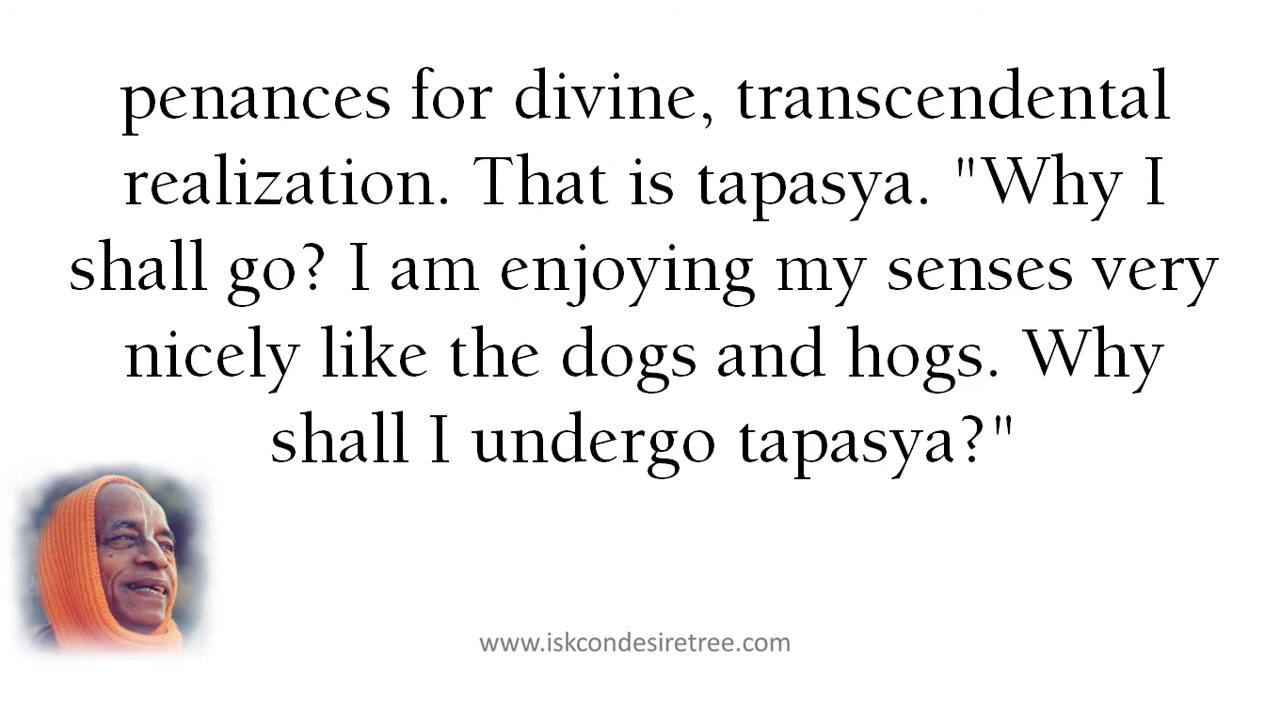 penances for divine, transcendental
realization. That is tapasya. "Why I
shall go? I am enjoying my senses very
nicely like the dogs and hogs. Why
shall I undergo tapasya?"
www.iskcondesiretree.com